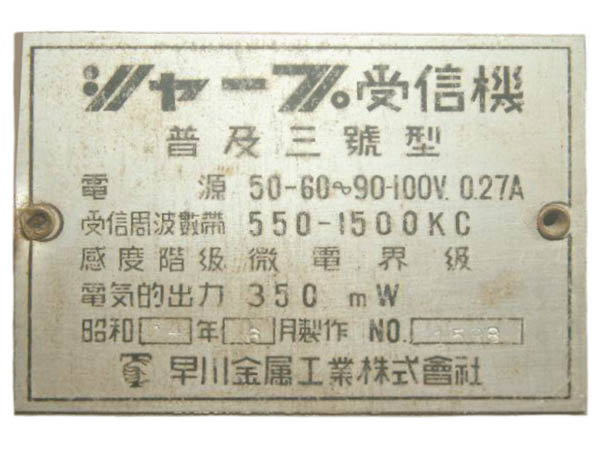 シャープ受信機
普及三號型
電源 50-60~90-100V. 0.27A
受信周波數帶 550-1500KC
感度階級 微電界級
電気的出力 350 mW
昭和 14 年 月製作 NO.
早川金属工業株式會社